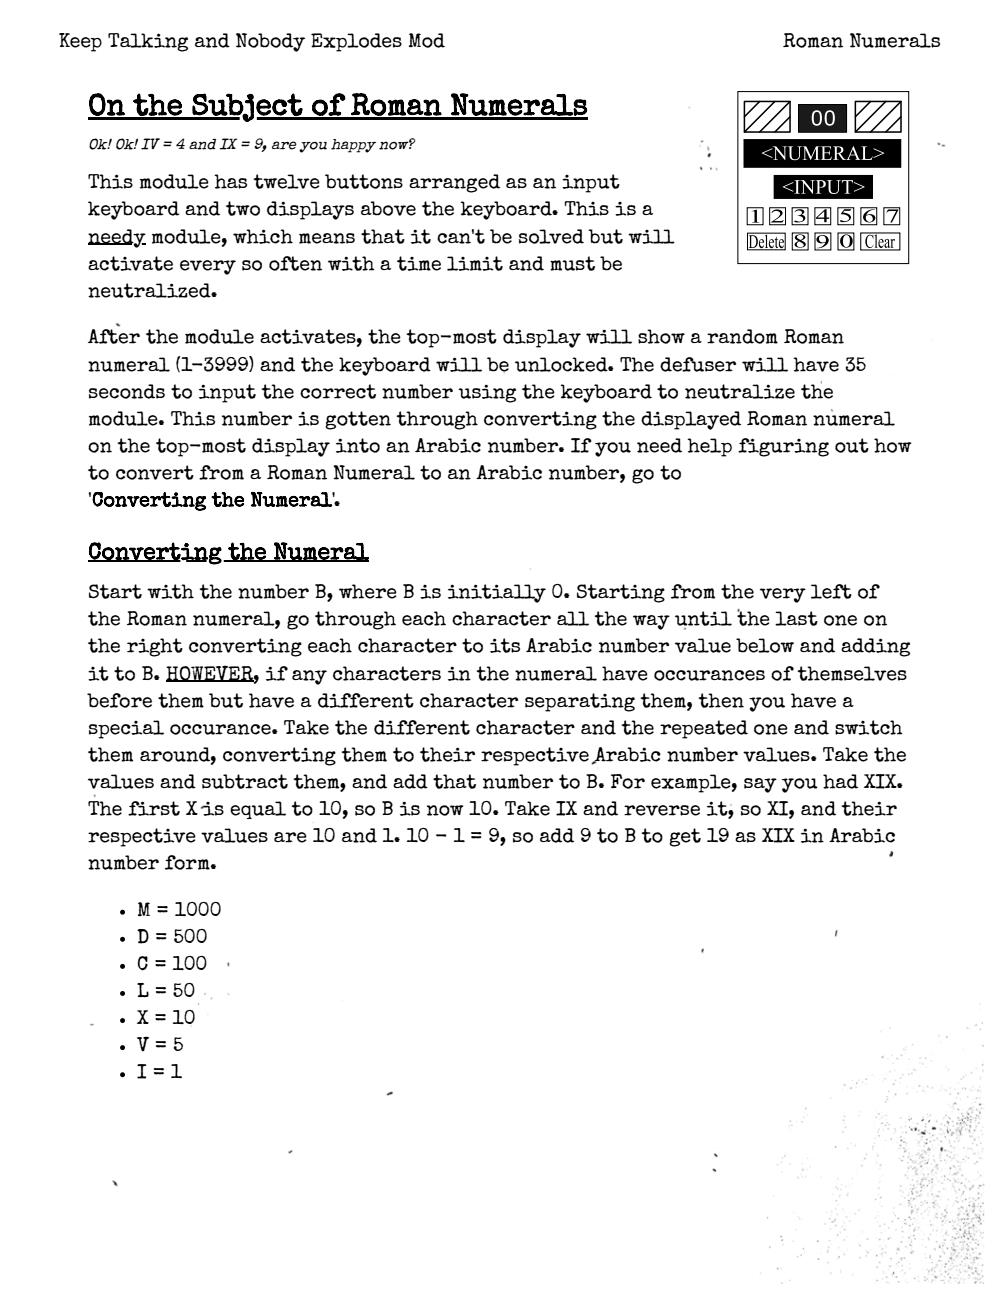 Keep Talking and Nobody Explodes Mod
Roman Numerals
On the Subject of Roman Numerals
Ok! Ok! IV = 4 and IX = 9, are you happy now?
This module has twelve buttons arranged as an input
keyboard and two displays above the keyboard. This is a
needy module, which means that it can't be solved but will
activate every so often with a time limit and must be
neutralized.
00
<NUMERAL>
<INPUT>
1 2 3 4 5 6 7
Delete 8 9 0 Clear
After the module activates, the top-most display will show a random Roman
numeral (1-3999) and the keyboard will be unlocked. The defuser will have 35
seconds to input the correct number using the keyboard to neutralize the
module. This number is gotten through converting the displayed Roman numeral
on the top-most display into an Arabic number. If you need help figuring out how
to convert from a Roman Numeral to an Arabic number, go to
'Converting the Numeral'.
Converting the Numeral
Start with the number B, where B is initially 0. Starting from the very left of
the Roman numeral, go through each character all the way until the last one on
the right converting each character to its Arabic number value below and adding
it to B. HOWEVER, if any characters in the numeral have occurances of themselves
before them but have a different character separating them, then you have a
special occurance. Take the different character and the repeated one and switch
them around, converting them to their respective Arabic number values. Take the
values and subtract them, and add that number to B. For example, say you had XIX.
The first X is equal to 10, so B is now 10. Take IX and reverse it, so XI, and their
respective values are 10 and 1. 10 - 1 = 9, so add 9 to B to get 19 as XIX in Arabic
number form.
• M = 1000
• D = 500
• C = 100
• L = 50
• X = 10
• V = 5
• I = 1